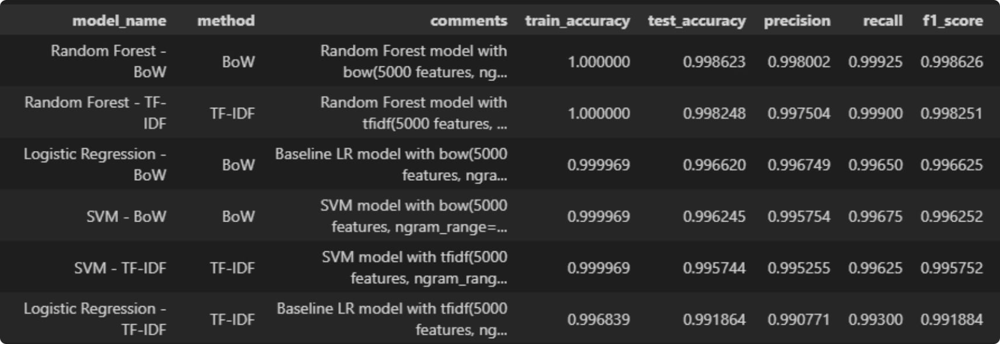 model_name method comments train_accuracy test_accuracy precision recall f1_score
Random Forest -
BoW
BoW
Random Forest model with
bow(5000 features, ng...
1.000000 0.998623 0.998002 0.99925 0.998626
Random Forest - TF-
IDF
TF-IDF
Random Forest model with
tfidf(5000 features, ...
1.000000 0.998248 0.997504 0.99900 0.998251
Logistic Regression -
BoW
BoW
Baseline LR model with bow(5000
features, ngra...
0.999969 0.996620 0.996749 0.99650 0.996625
SVM - BoW
BoW
SVM model with bow(5000
features, ngram_range=...
0.999969 0.996245 0.995754 0.99675 0.996252
SVM - TF-IDF
TF-IDF
SVM model with tfidf(5000
features, ngram_rang...
0.999969 0.995744 0.995255 0.99625 0.995752
Logistic Regression -
TF-IDF
TF-IDF
Baseline LR model with tfidf(5000
features, ng...
0.996839 0.991864 0.990771 0.99300 0.991884